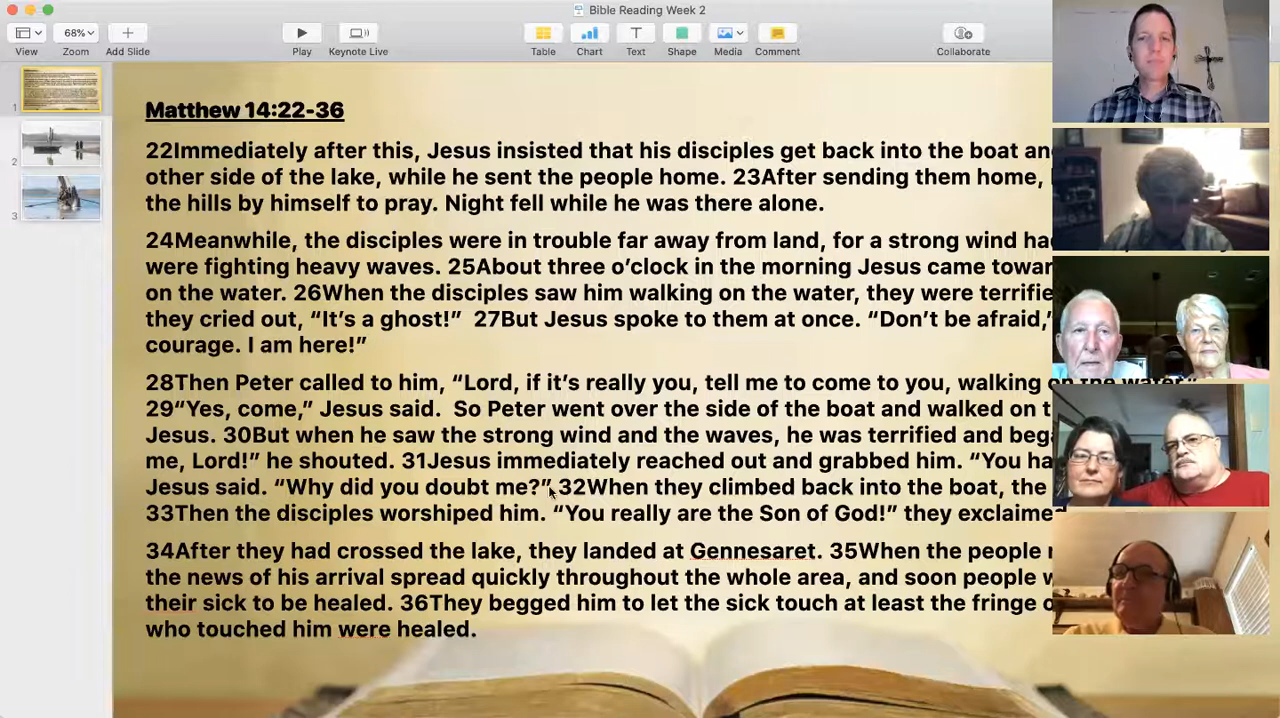 Bible Reading Week 2
68%
View Zoom Add Slide Play Keynote Live Table Chart Text Shape Media Comment Collaborate
1
2
3
Matthew 14:22-36
22Immediately after this, Jesus insisted that his disciples get back into the boat and
other side of the lake, while he sent the people home. 23After sending them home,
the hills by himself to pray. Night fell while he was there alone.
24Meanwhile, the disciples were in trouble far away from land, for a strong wind had
were fighting heavy waves. 25About three o’clock in the morning Jesus came towar
on the water. 26When the disciples saw him walking on the water, they were terrifie
they cried out, “It’s a ghost!” 27But Jesus spoke to them at once. “Don’t be afraid,”
courage. I am here!”
28Then Peter called to him, “Lord, if it’s really you, tell me to come to you, walking on the water.”
29“Yes, come,” Jesus said. So Peter went over the side of the boat and walked on t
Jesus. 30But when he saw the strong wind and the waves, he was terrified and bega
me, Lord!” he shouted. 31Jesus immediately reached out and grabbed him. “You ha
Jesus said. “Why did you doubt me?” 32When they climbed back into the boat, the
33Then the disciples worshiped him. “You really are the Son of God!” they exclaimed
34After they had crossed the lake, they landed at Gennesaret. 35When the people
the news of his arrival spread quickly throughout the whole area, and soon people w
their sick to be healed. 36They begged him to let the sick touch at least the fringe o
who touched him were healed.